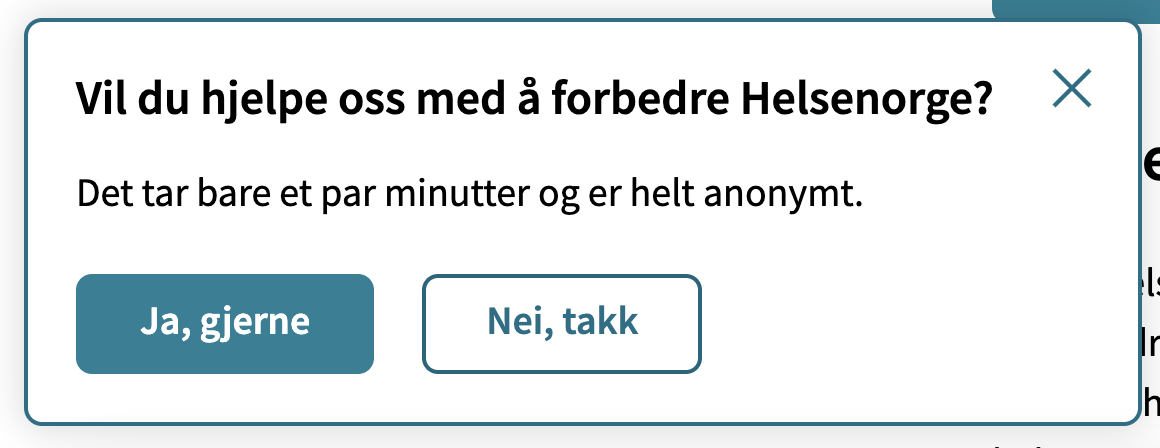 Vil du hjelpe oss med å forbedre Helsenorge?
Det tar bare et par minutter og er helt anonymt.
Ja, gjerne
Nei, takk